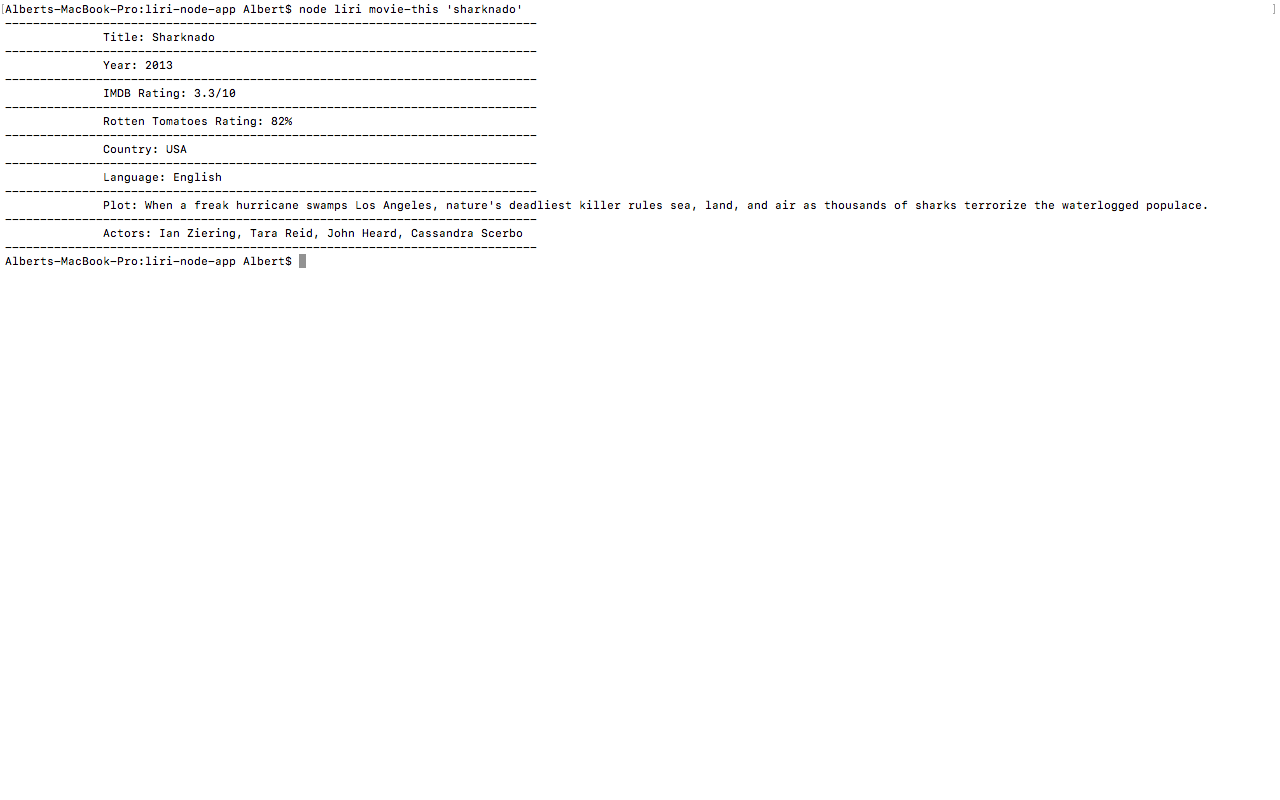 [Alberts-MacBook-Pro:liri-node-app Albert$ node liri movie-this 'sharknado' ]
----------------------------------------------------------------------------
Title: Sharknado
----------------------------------------------------------------------------
Year: 2013
----------------------------------------------------------------------------
IMDB Rating: 3.3/10
----------------------------------------------------------------------------
Rotten Tomatoes Rating: 82%
----------------------------------------------------------------------------
Country: USA
----------------------------------------------------------------------------
Language: English
----------------------------------------------------------------------------
Plot: When a freak hurricane swamps Los Angeles, nature's deadliest killer rules sea, land, and air as thousands of sharks terrorize the waterlogged populace.
----------------------------------------------------------------------------
Actors: Ian Ziering, Tara Reid, John Heard, Cassandra Scerbo
----------------------------------------------------------------------------
Alberts-MacBook-Pro:liri-node-app Albert$